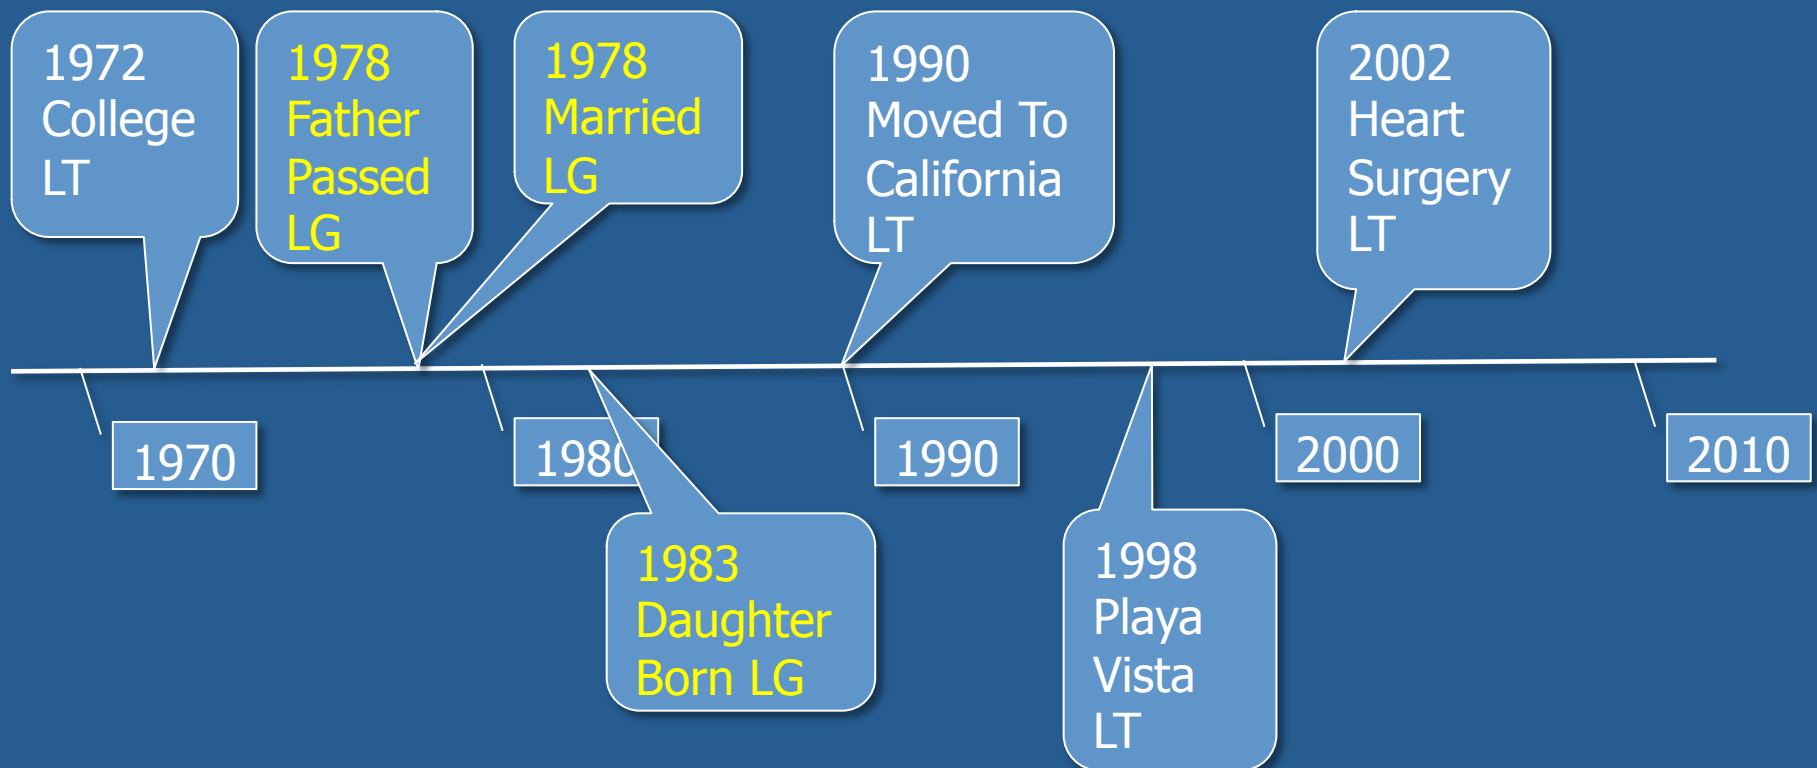 1972
College
LT
1978
Father
Passed
LG
1978
Married
LG
1990
Moved To
California
LT
2002
Heart
Surgery
LT
1970
1980
1990
2000
2010
1983
Daughter
Born LG
1998
Playa
Vista
LT